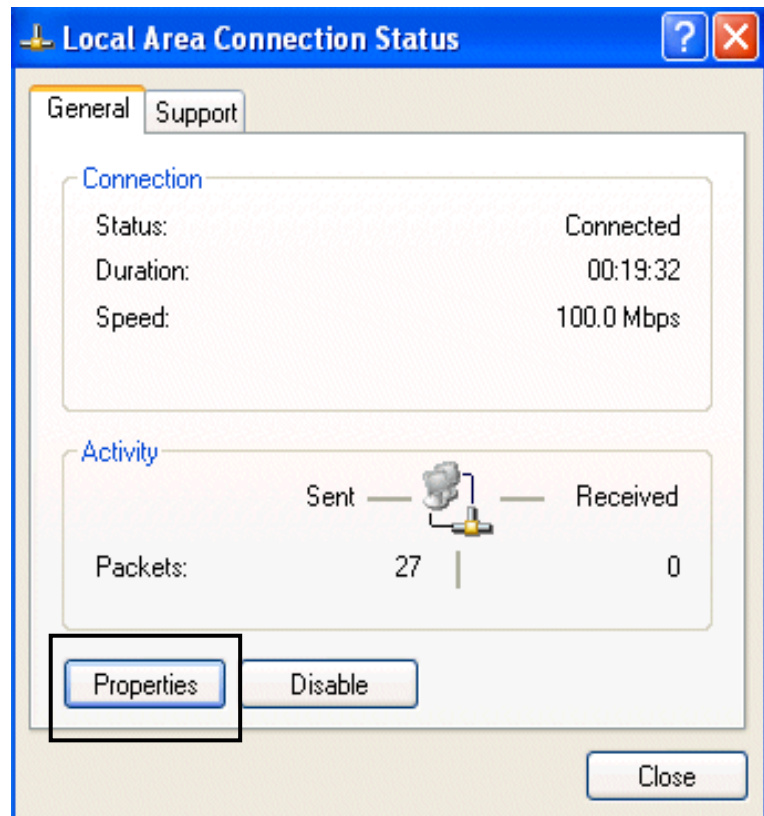 Local Area Connection Status
General Support
Connection
Status: Connected
Duration: 00:19:32
Speed: 100.0 Mbps
Activity
Sent Received
Packets: 27 0
Properties Disable
Close